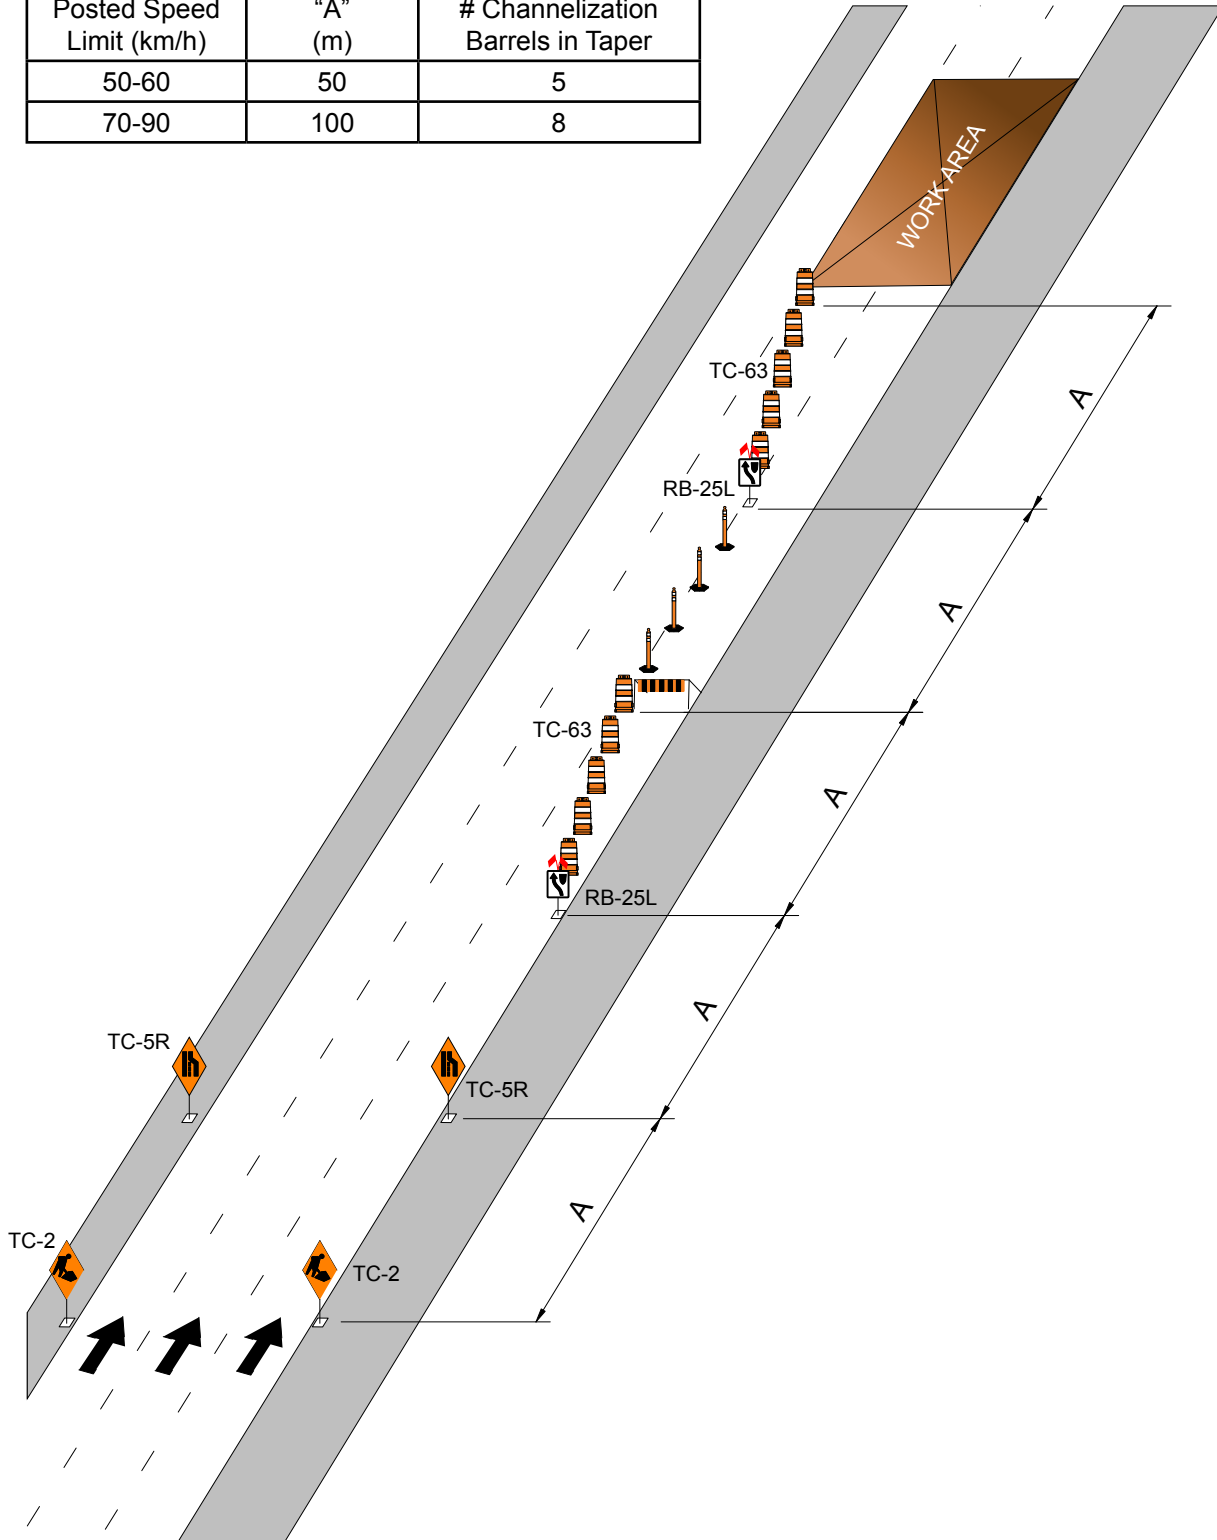 Posted Speed
Limit (km/h)
“A”
(m)
# Channelization
Barrels in Taper
50-60
50
5
70-90
100
8
WORK AREA
TC-63
A
RB-25L
A
TC-63
A
RB-25L
A
TC-5R
TC-5R
A
TC-2
TC-2